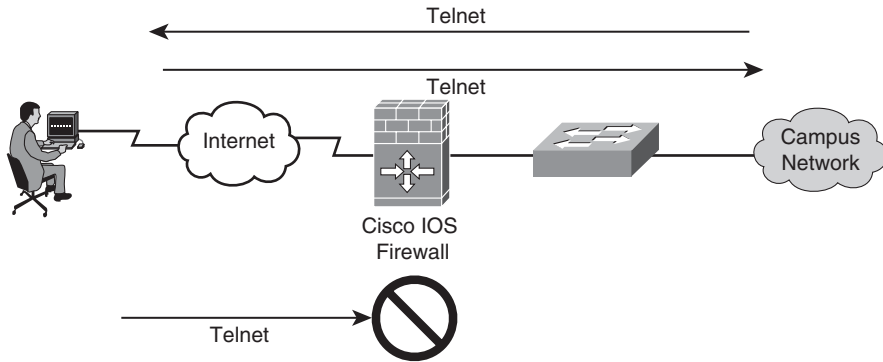 Telnet
Telnet
Internet
Campus
Network
Cisco IOS
Firewall
Telnet